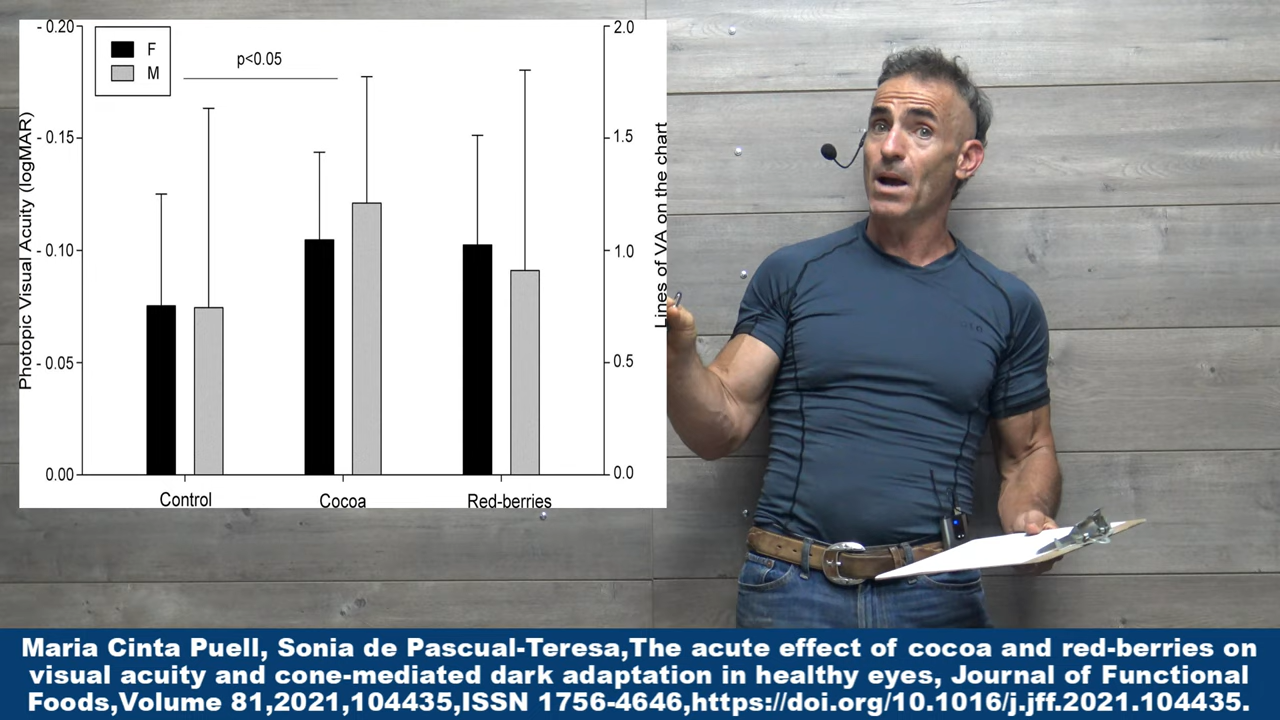 - 0.20
2.0
F
M
p<0.05
- 0.15
1.5
Photopic Visual Acuity (logMAR)
Lines of VA on the chart
- 0.10
1.0
- 0.05
0.5
0.00
0.0
Control
Cocoa
Red-berries
Maria Cinta Puell, Sonia de Pascual-Teresa,The acute effect of cocoa and red-berries on
visual acuity and cone-mediated dark adaptation in healthy eyes, Journal of Functional
Foods,Volume 81,2021,104435,ISSN 1756-4646,https://doi.org/10.1016/j.jff.2021.104435.